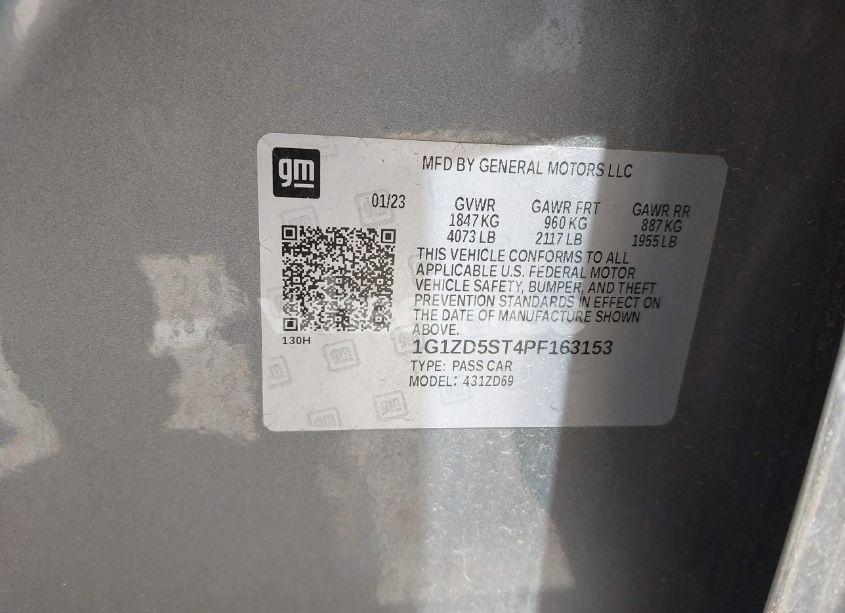 gm
MFD BY GENERAL MOTORS LLC
01/23
GVWR GAWR FRT GAWR RR
1847 KG 960 KG 887 KG
4073 LB 2117 LB 1955 LB
THIS VEHICLE CONFORMS TO ALL
APPLICABLE U.S. FEDERAL MOTOR
VEHICLE SAFETY, BUMPER, AND THEFT
PREVENTION STANDARDS IN EFFECT ON
THE DATE OF MANUFACTURE SHOWN
ABOVE.
130H
1G1ZD5ST4PF163153
TYPE: PASS CAR
MODEL: 431ZD69